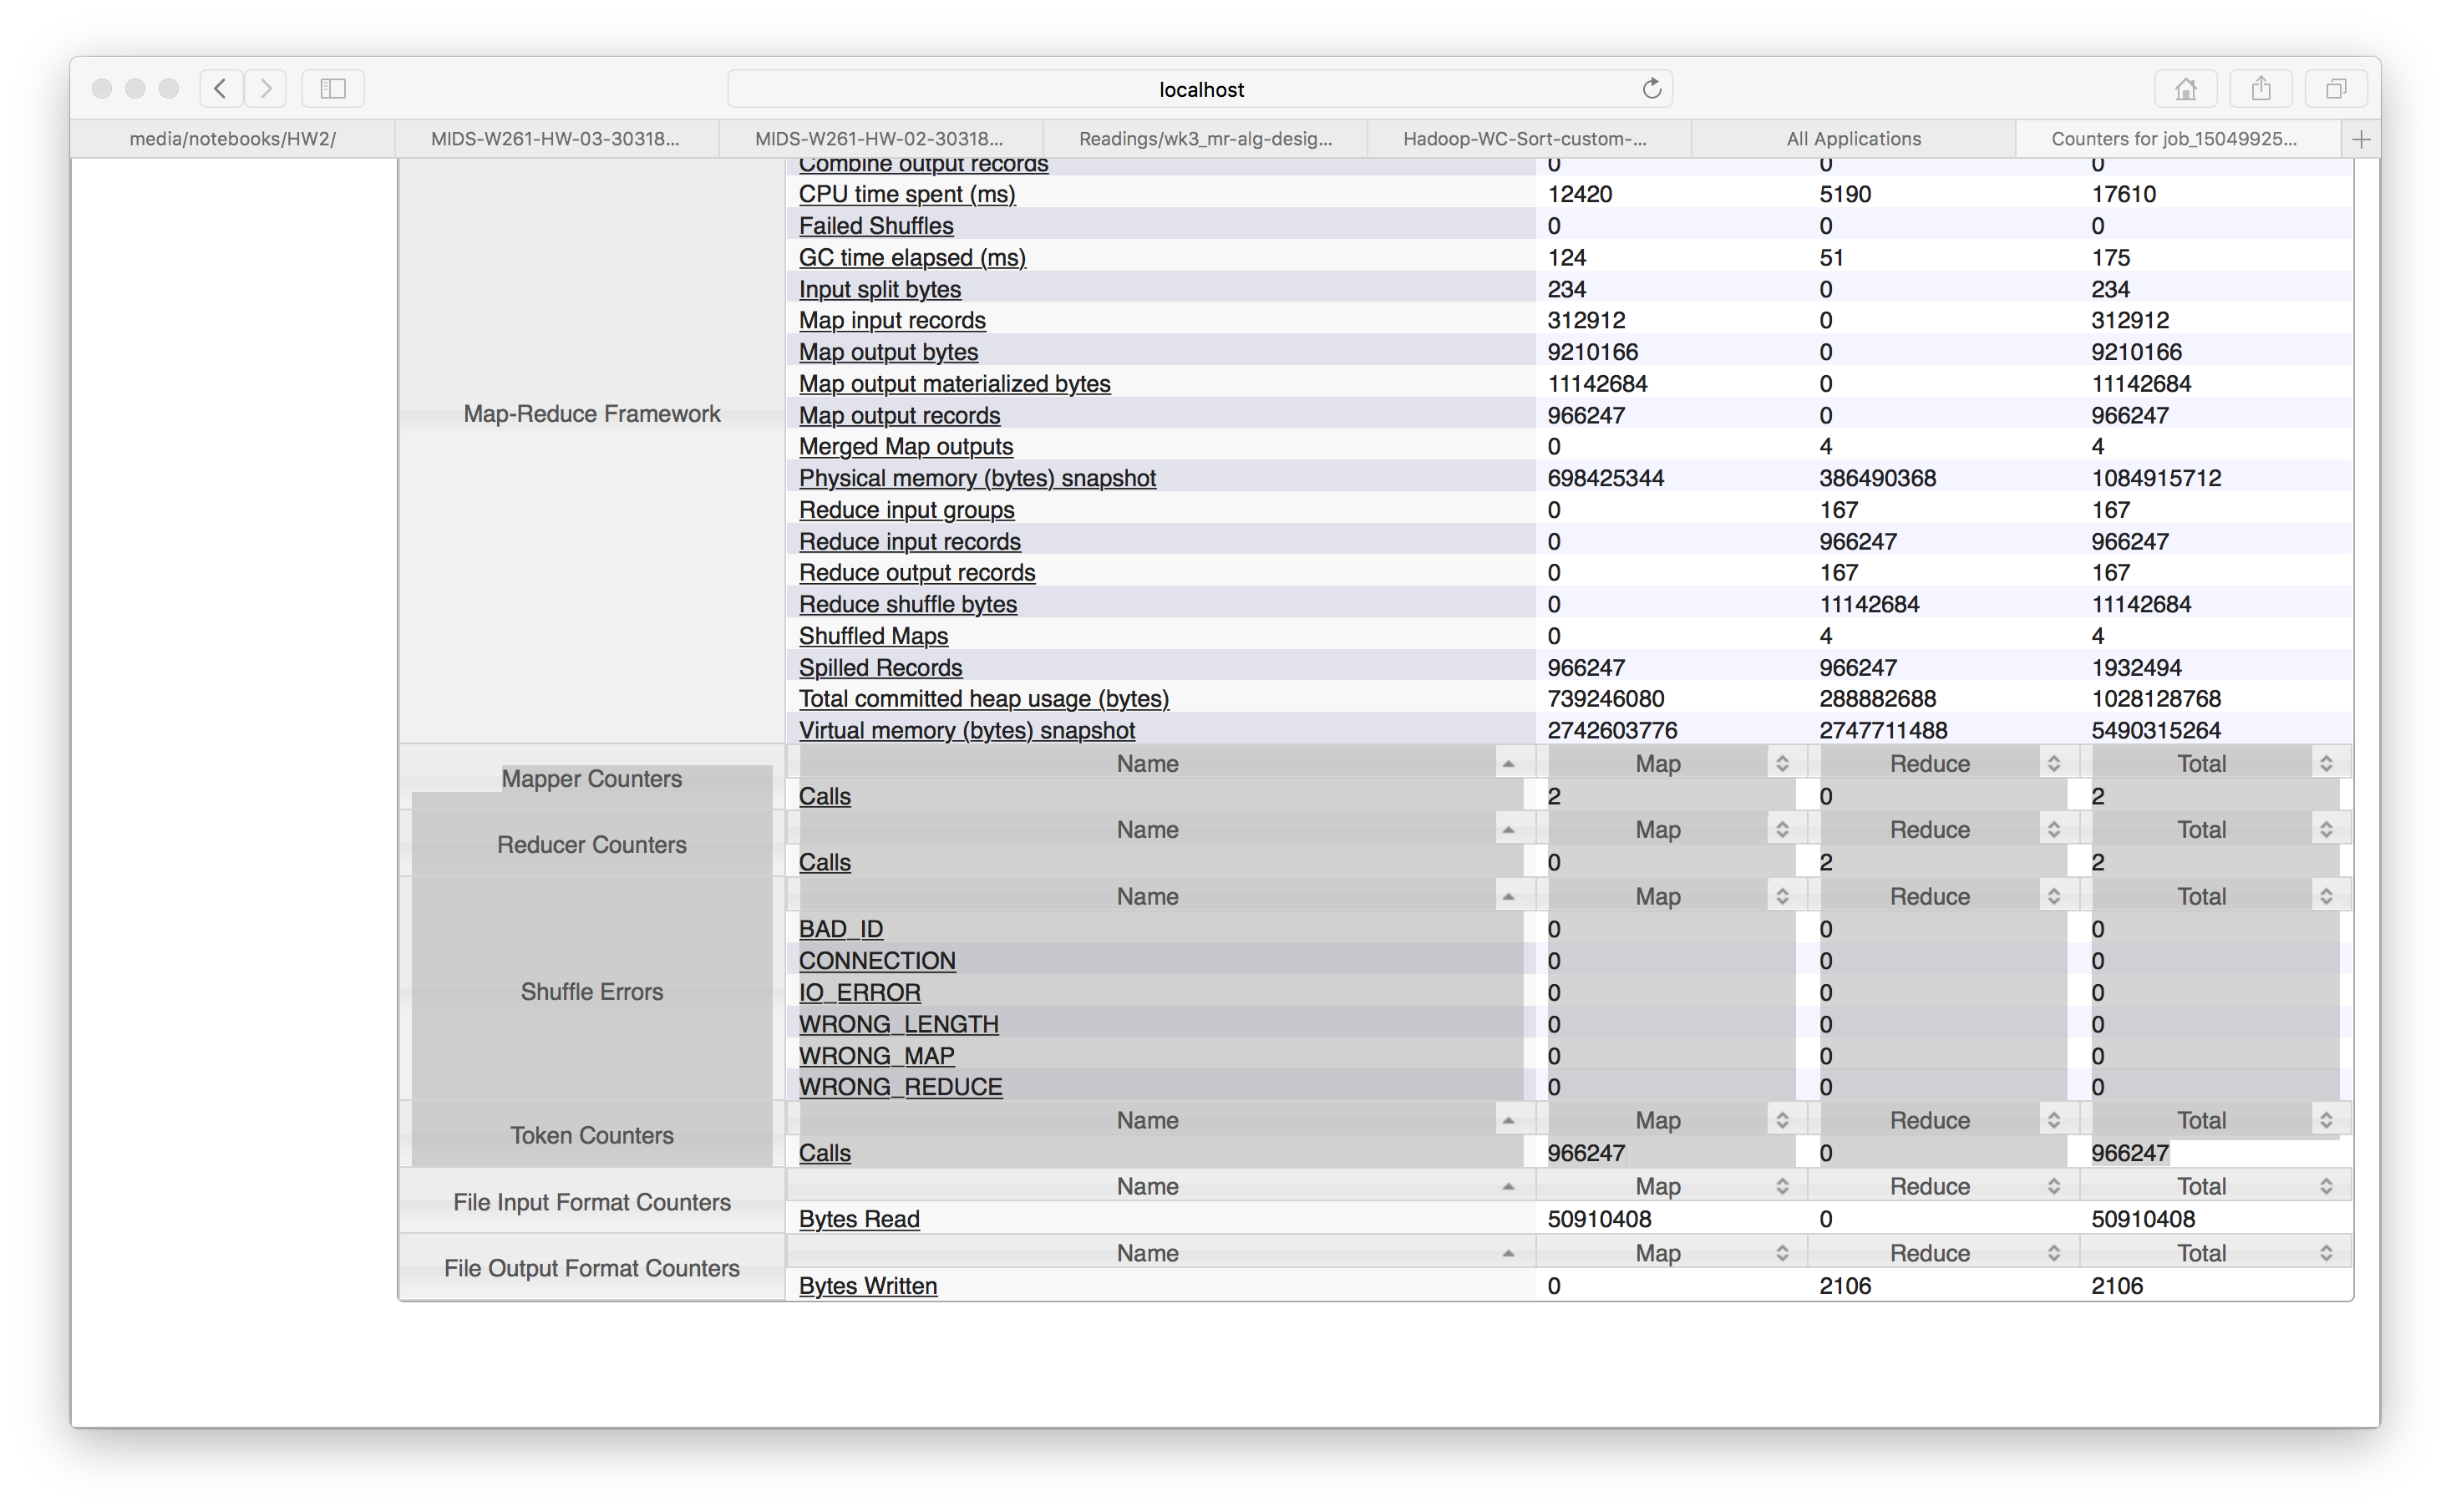 localhost
media/notebooks/HW2/ MIDS-W261-HW-03-30318... MIDS-W261-HW-02-30318... Readings/wk3_mr-alg-desig... Hadoop-WC-Sort-custom-... All Applications Counters for job_15049925...
Combine output records 0 0 0
CPU time spent (ms) 12420 5190 17610
Failed Shuffles 0 0 0
GC time elapsed (ms) 124 51 175
Input split bytes 234 0 234
Map input records 312912 0 312912
Map output bytes 9210166 0 9210166
Map output materialized bytes 11142684 0 11142684
Map-Reduce Framework Map output records 966247 0 966247
Merged Map outputs 0 4 4
Physical memory (bytes) snapshot 698425344 386490368 1084915712
Reduce input groups 0 167 167
Reduce input records 0 966247 966247
Reduce output records 0 167 167
Reduce shuffle bytes 0 11142684 11142684
Shuffled Maps 0 4 4
Spilled Records 966247 966247 1932494
Total committed heap usage (bytes) 739246080 288882688 1028128768
Virtual memory (bytes) snapshot 2742603776 2747711488 5490315264
Name Map Reduce Total
Mapper Counters
Calls 2 0 2
Name Map Reduce Total
Reducer Counters
Calls 0 2 2
Name Map Reduce Total
BAD_ID 0 0 0
CONNECTION 0 0 0
Shuffle Errors IO_ERROR 0 0 0
WRONG_LENGTH 0 0 0
WRONG_MAP 0 0 0
WRONG_REDUCE 0 0 0
Name Map Reduce Total
Token Counters
Calls 966247 0 966247
Name Map Reduce Total
File Input Format Counters
Bytes Read 50910408 0 50910408
Name Map Reduce Total
File Output Format Counters
Bytes Written 0 2106 2106